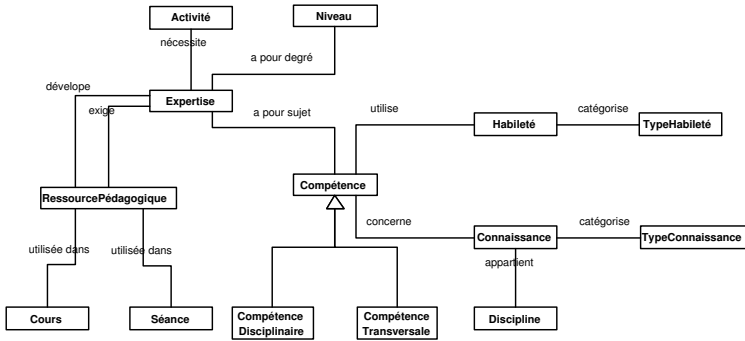 Activité
Niveau
nécessite
a pour degré
dévelope
Expertise
exige
a pour sujet
utilise
catégorise
Habileté
TypeHabileté
Compétence
RessourcePédagogique
concerne
catégorise
Connaissance
TypeConnaissance
utilisée dans
utilisée dans
appartient
Cours
Séance
Compétence
Disciplinaire
Compétence
Transversale
Discipline